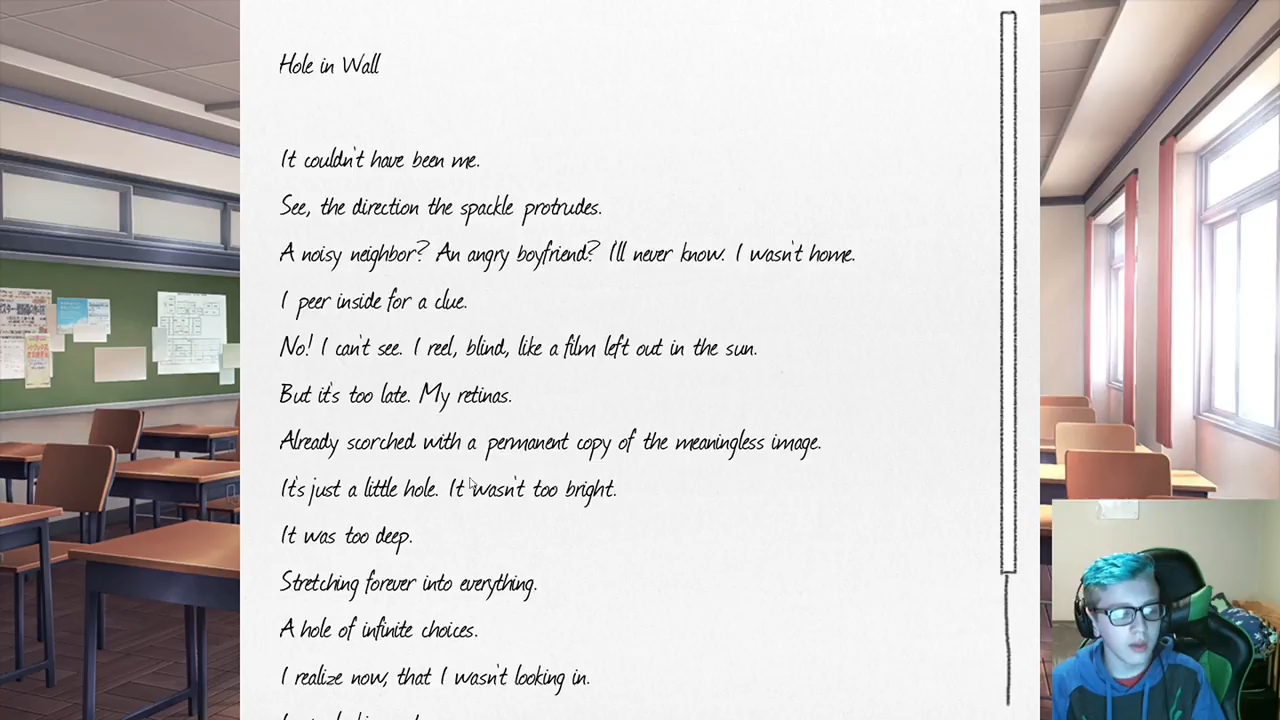 Hole in Wall
It couldn't have been me.
See, the direction the spackle protrudes.
A noisy neighbor? An angry boyfriend? I'll never know. I wasn't home.
I peer inside for a clue.
No! I can't see. I reel, blind, like a film left out in the sun.
But it's too late. My retinas.
Already scorched with a permanent copy of the meaningless image.
It's just a little hole. It wasn't too bright.
It was too deep.
Stretching forever into everything.
A hole of infinite choices.
I realize now, that I wasn't looking in.